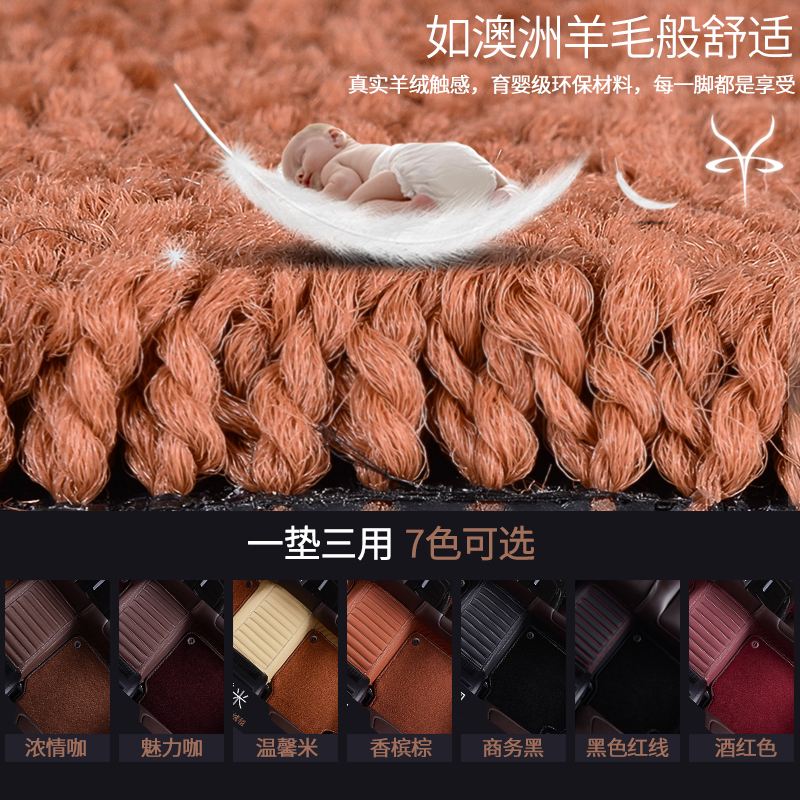 如澳洲羊毛般舒适
真实羊绒触感，育婴级环保材料，每一脚都是享受
一垫三用 7色可选
米
浓情咖
魅力咖
温馨米
香槟棕
商务黑
黑色红线
酒红色